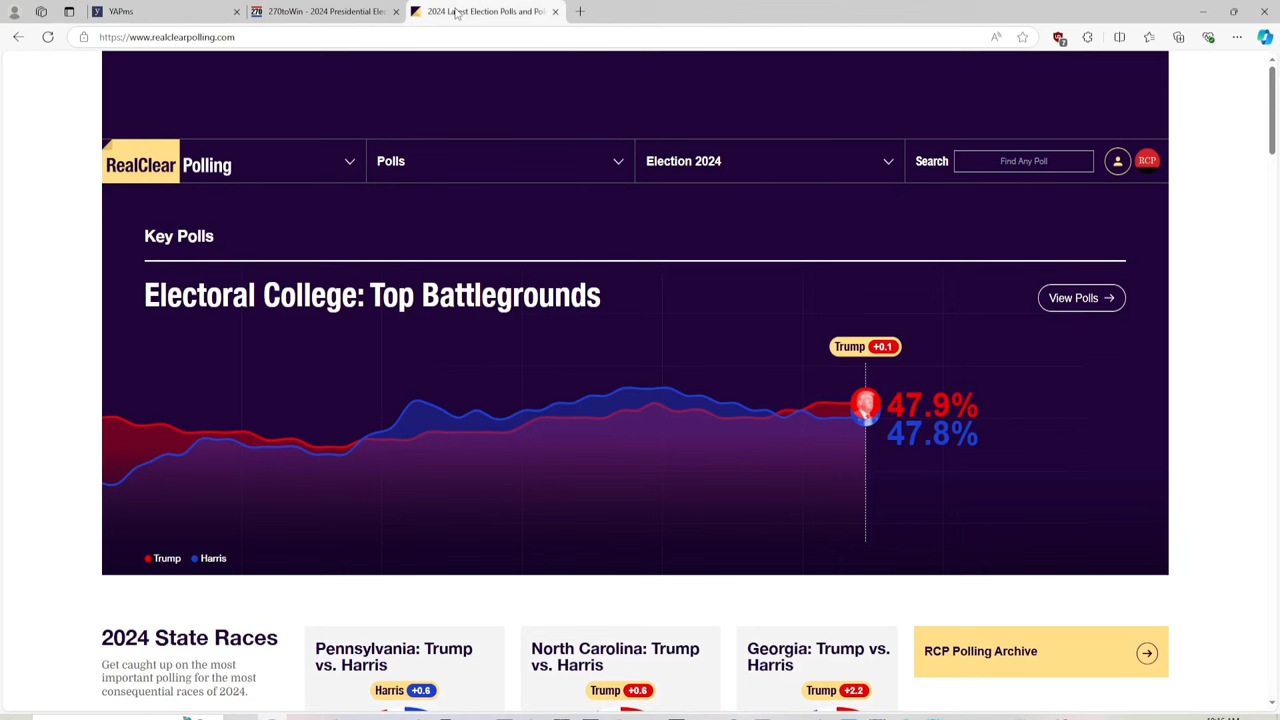 YAPms
270toWin - 2024 Presidential Elec
2024 Latest Election Polls and Pol
https://www.realclearpolling.com
7
RealClear Polling
Polls
Election 2024
Search
Find Any Poll
RCP
Key Polls
Electoral College: Top Battlegrounds
View Polls
Trump +0.1
47.9%
47.8%
Trump
Harris
2024 State Races
Get caught up on the most
important polling for the most
consequential races of 2024.
Pennsylvania: Trump
vs. Harris
Harris +0.6
North Carolina: Trump
vs. Harris
Trump +0.6
Georgia: Trump vs.
Harris
Trump +2.2
RCP Polling Archive